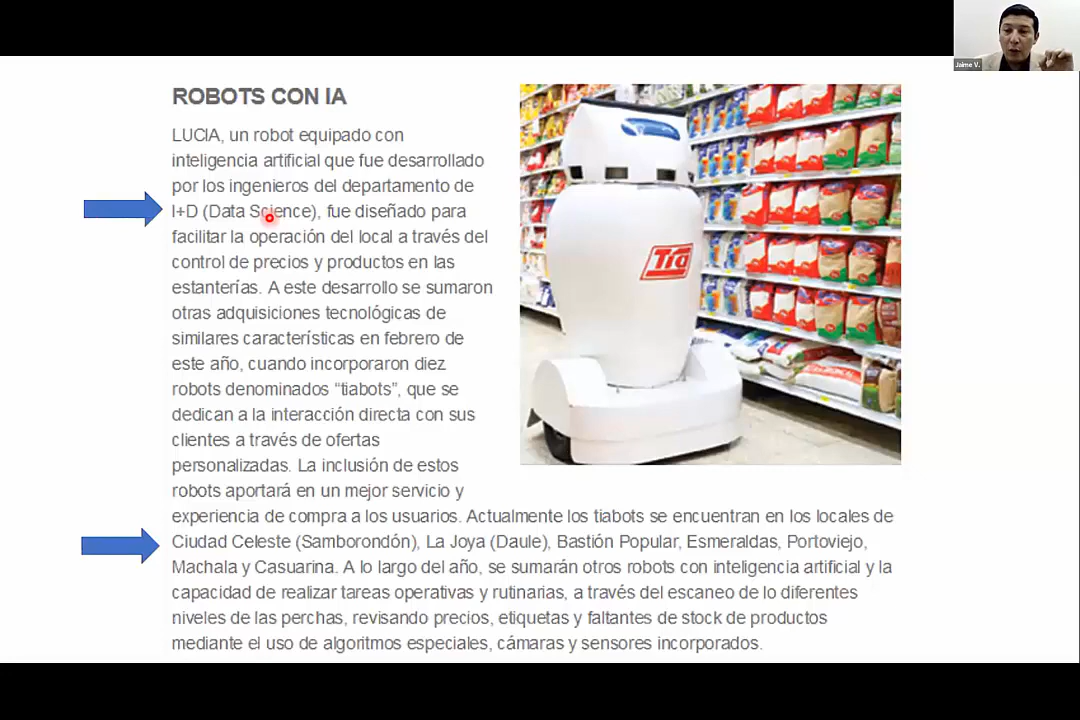 Jaime V.
ROBOTS CON IA
LUCIA, un robot equipado con
inteligencia artificial que fue desarrollado
por los ingenieros del departamento de
I+D (Data Science), fue diseñado para
facilitar la operación del local a través del
control de precios y productos en las
estanterías. A este desarrollo se sumaron
otras adquisiciones tecnológicas de
similares características en febrero de
este año, cuando incorporaron diez
robots denominados “tiabots”, que se
dedican a la interacción directa con sus
clientes a través de ofertas
personalizadas. La inclusión de estos
robots aportará en un mejor servicio y
experiencia de compra a los usuarios. Actualmente los tiabots se encuentran en los locales de
Ciudad Celeste (Samborondón), La Joya (Daule), Bastión Popular, Esmeraldas, Portoviejo,
Machala y Casuarina. A lo largo del año, se sumarán otros robots con inteligencia artificial y la
capacidad de realizar tareas operativas y rutinarias, a través del escaneo de lo diferentes
niveles de las perchas, revisando precios, etiquetas y faltantes de stock de productos
mediante el uso de algoritmos especiales, cámaras y sensores incorporados.
Tía